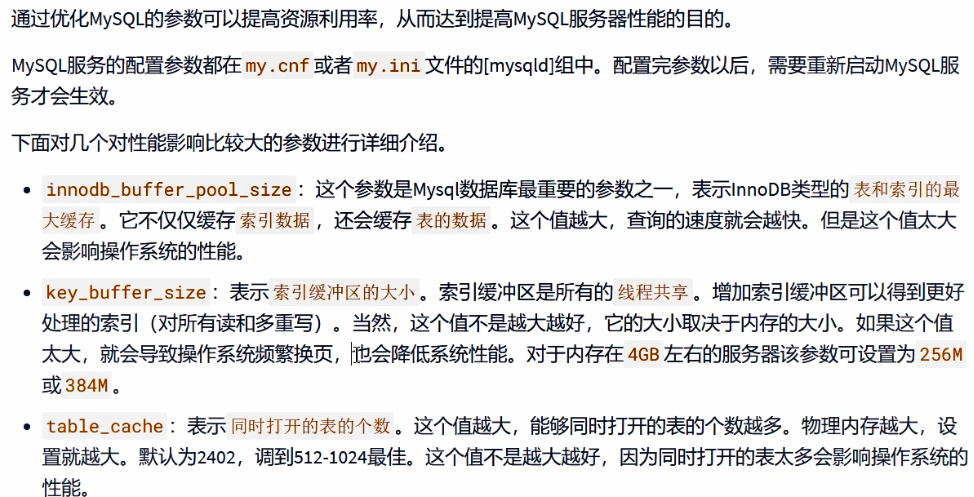 通过优化MySQL的参数可以提高资源利用率，从而达到提高MySQL服务器性能的目的。
MySQL服务的配置参数都在my.cnf或者my.ini文件的[mysqld]组中。配置完参数以后，需要重新启动MySQL服
务才会生效。
下面对几个对性能影响比较大的参数进行详细介绍。
• innodb_buffer_pool_size：这个参数是Mysql数据库最重要的参数之一，表示InnoDB类型的表和索引的最
大缓存。它不仅仅缓存索引数据，还会缓存表的数据。这个值越大，查询的速度就会越快。但是这个值太大
会影响操作系统的性能。
• key_buffer_size：表示索引缓冲区的大小。索引缓冲区是所有的线程共享。增加索引缓冲区可以得到更好
处理的索引（对所有读和多重写）。当然，这个值不是越大越好，它的大小取决于内存的大小。如果这个值
太大，就会导致操作系统频繁换页，也会降低系统性能。对于内存在4GB左右的服务器该参数可设置为256M
或384M。
• table_cache：表示同时打开的表的个数。这个值越大，能够同时打开的表的个数越多。物理内存越大，设
置就越大。默认为2402，调到512-1024最佳。这个值不是越大越好，因为同时打开的表太多会影响操作系统的
性能。